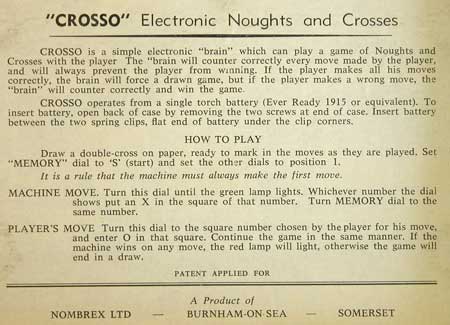 "CROSSO" Electronic Noughts and Crosses
CROSSO is a simple electronic "brain" which can play a game of Noughts and
Crosses with the player The "brain will counter correctly every move made by the player,
and will always prevent the player from winning. If the player makes all his moves
correctly, the brain will force a drawn game, but if the player makes a wrong move, the
"brain" will counter correctly and win the game.
CROSSO operates from a single torch battery (Ever Ready 1915 or equivalent). To
insert battery, open back of case by removing the two screws at end of case. Insert battery
between the two spring clips, flat end of battery under the clip corners.
HOW TO PLAY
Draw a double-cross on paper, ready to mark in the moves as they are played. Set
"MEMORY" dial to 'S' (start) and set the other dials to position 1.
It is a rule that the machine must always make the first move.
MACHINE MOVE. Turn this dial until the green lamp lights. Whichever number the dial
shows put an X in the square of that number. Turn MEMORY dial to the
same number.
PLAYER'S MOVE Turn this dial to the square number chosen by the player for his move,
and enter O in that square. Continue the game in the same manner. If the
machine wins on any move, the red lamp will light, otherwise the game will
end in a draw.
PATENT APPLIED FOR
A Product of
NOMBREX LTD — BURNHAM-ON-SEA — SOMERSET